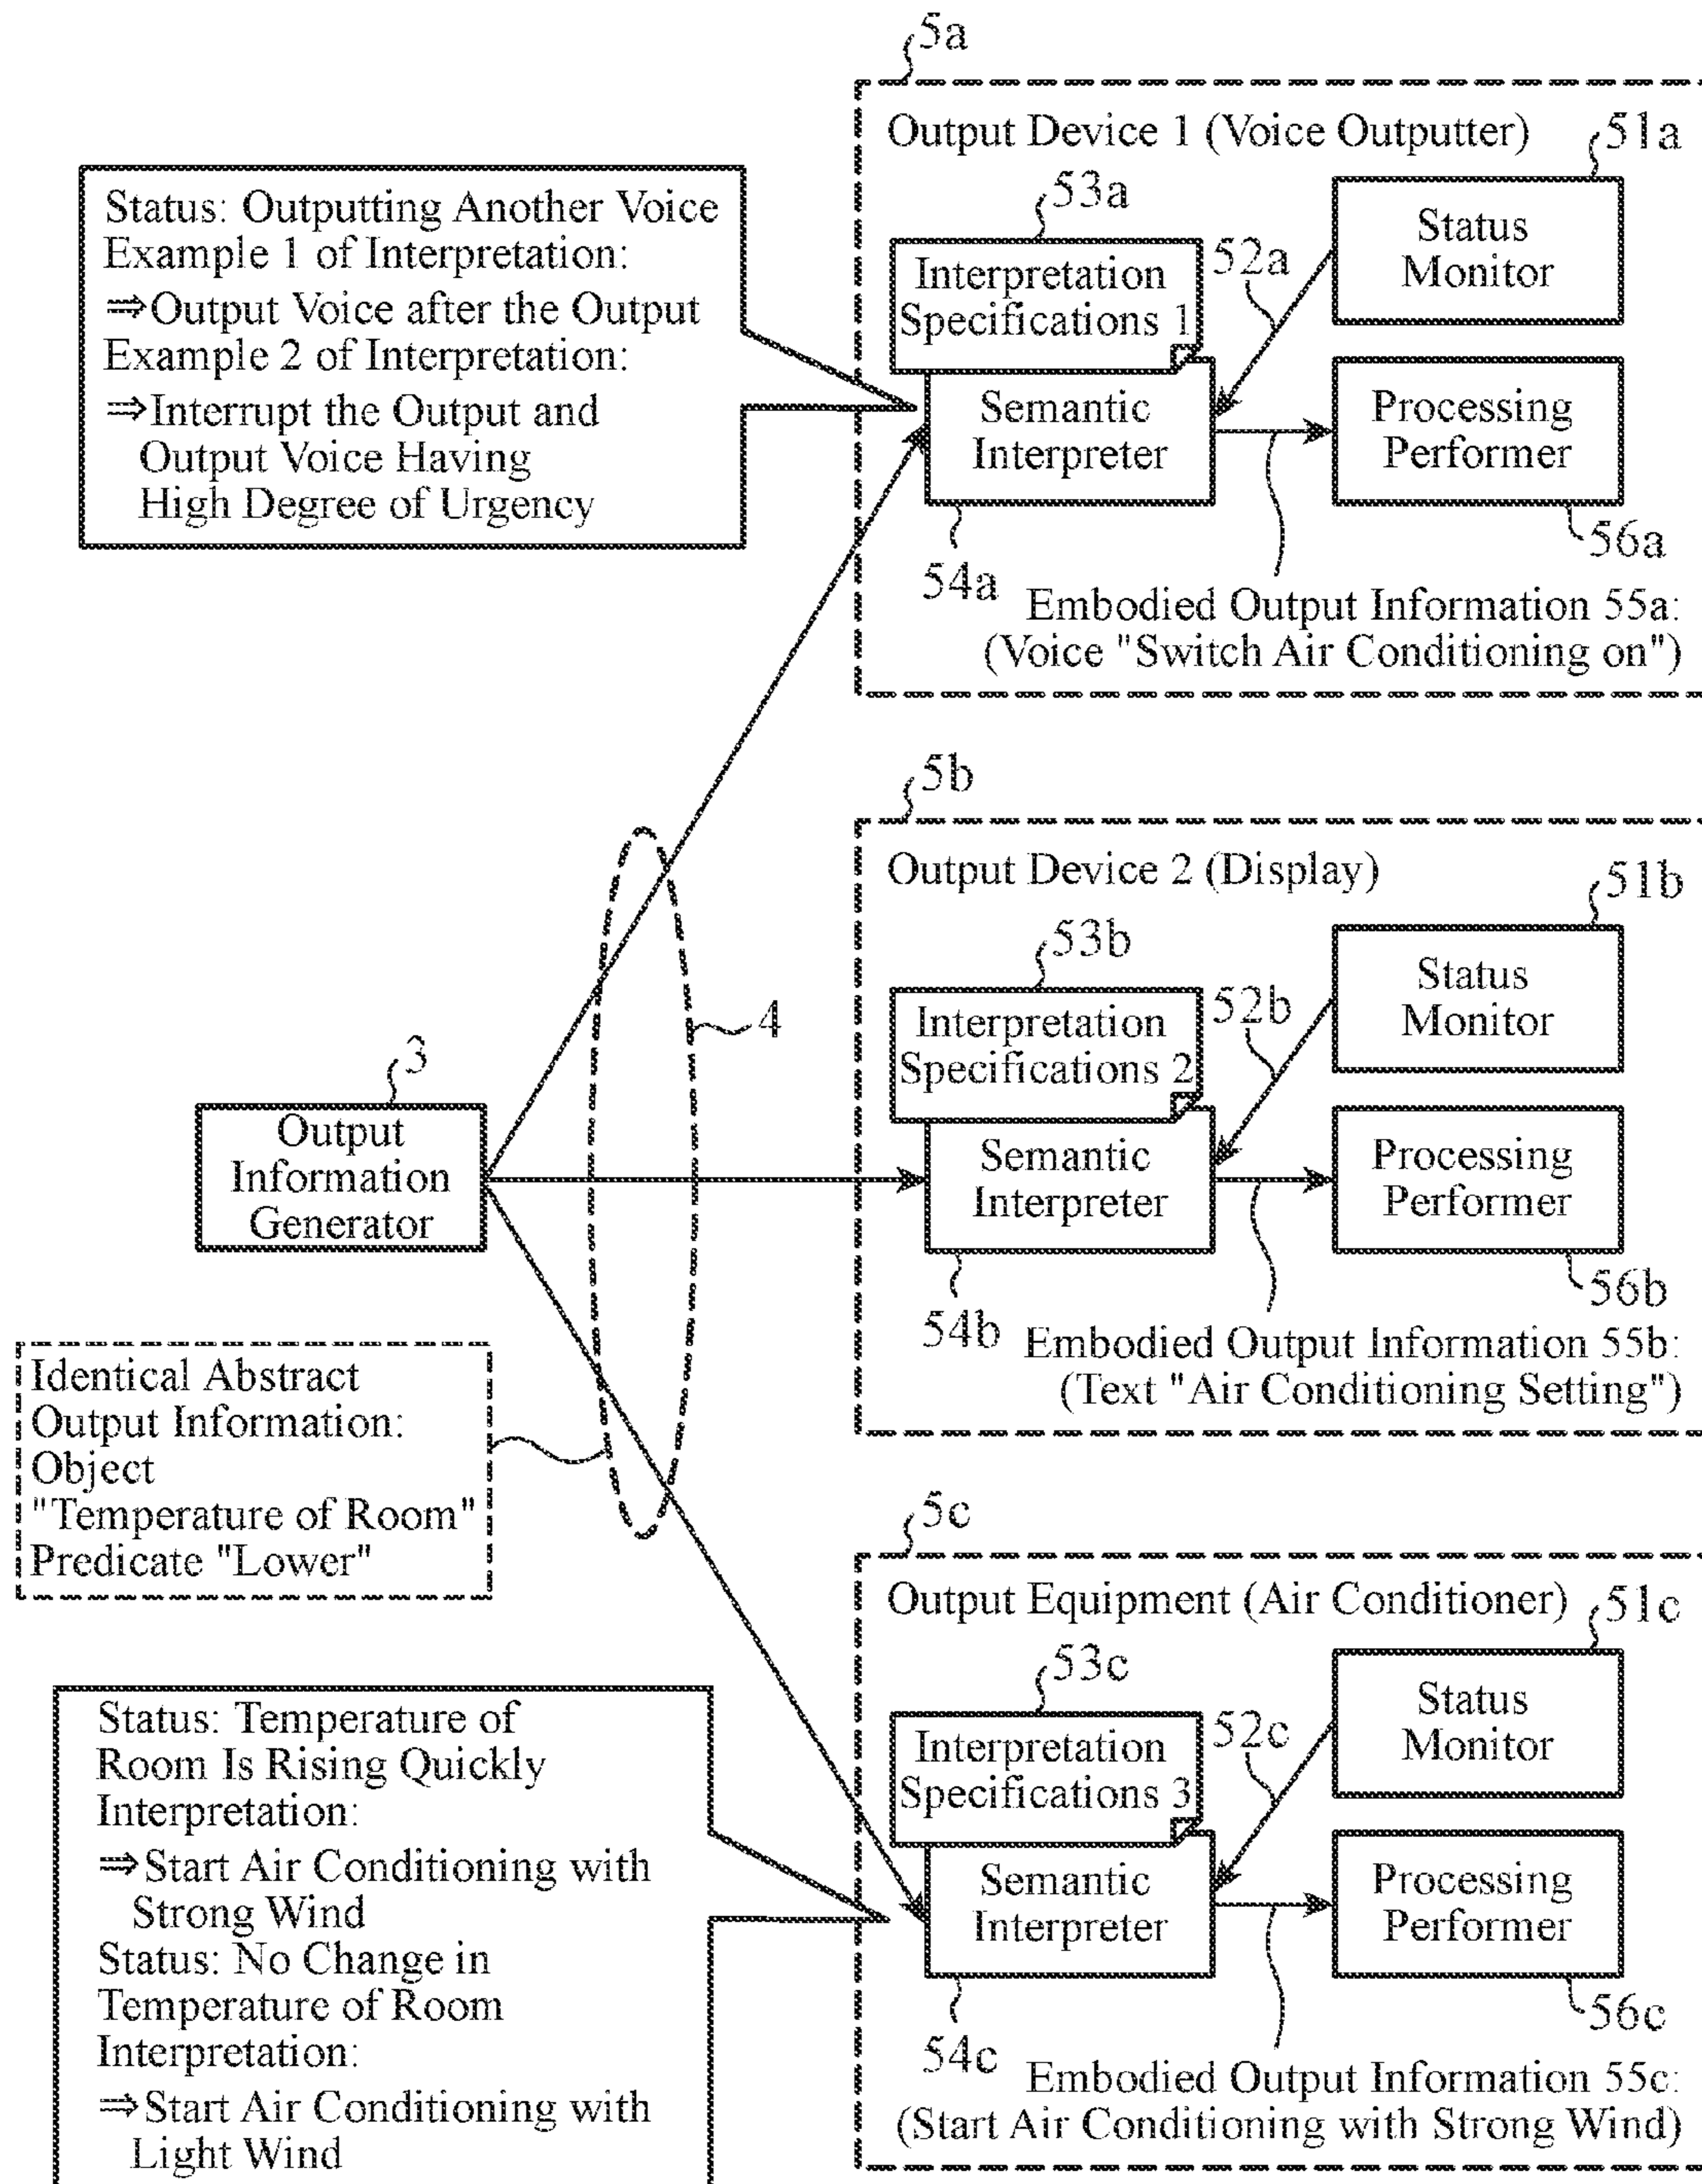 5a
Output Device 1 (Voice Outputter)
51a
Status
Monitor
53a
Interpretation
Specifications 1
52a
Semantic
Interpreter
Processing
Performer
54a
56a
Embodied Output Information 55a:
(Voice "Switch Air Conditioning on")
Status: Outputting Another Voice
Example 1 of Interpretation:
⇒Output Voice after the Output
Example 2 of Interpretation:
⇒Interrupt the Output and
Output Voice Having
High Degree of Urgency
5b
Output Device 2 (Display)
51b
Status
Monitor
53b
Interpretation
Specifications 2
52b
Semantic
Interpreter
Processing
Performer
54b
56b
Embodied Output Information 55b:
(Text "Air Conditioning Setting")
4
3
Output
Information
Generator
Identical Abstract
Output Information:
Object
"Temperature of Room"
Predicate "Lower"
5c
Output Equipment (Air Conditioner)
51c
Status
Monitor
53c
Interpretation
Specifications 3
52c
Semantic
Interpreter
Processing
Performer
54c
56c
Embodied Output Information 55c:
(Start Air Conditioning with Strong Wind)
Status: Temperature of
Room Is Rising Quickly
Interpretation:
⇒Start Air Conditioning with
Strong Wind
Status: No Change in
Temperature of Room
Interpretation:
⇒Start Air Conditioning with
Light Wind